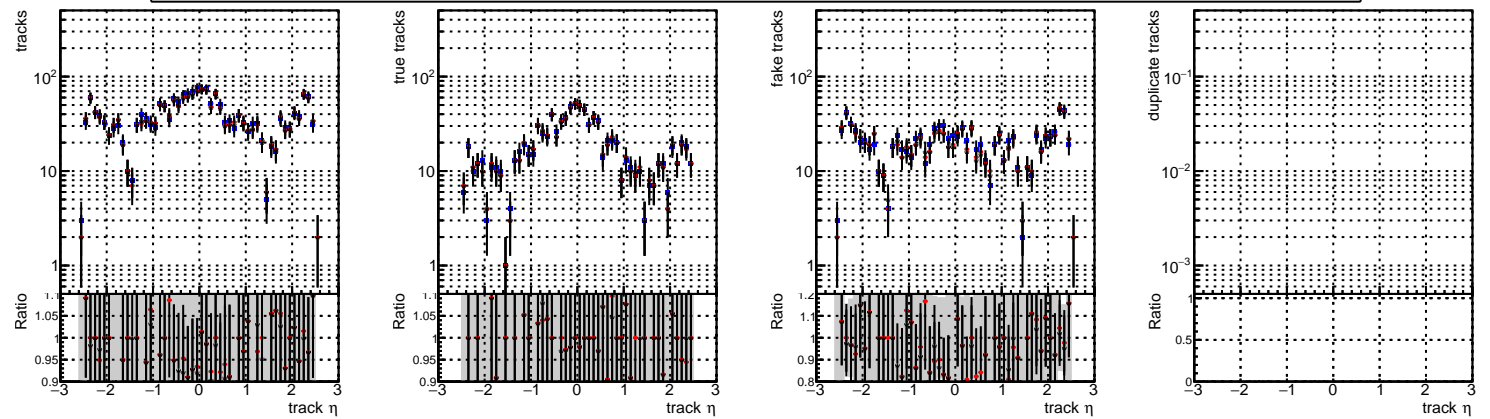 tracks
10²
10
1
Ratio
1.1
1.05
1
0.95
0.9
−3 −2 −1 0 1 2 3
track η
true tracks
10²
10
1
Ratio
1.1
1.05
1
0.95
0.9
−3 −2 −1 0 1 2 3
track η
fake tracks
10²
10
1
Ratio
1.2
1.1
1
0.9
0.8
−3 −2 −1 0 1 2 3
track η
duplicate tracks
10⁻¹
10⁻²
10⁻³
Ratio
1
0.5
0
−3 −2 −1 0 1 2 3
track η